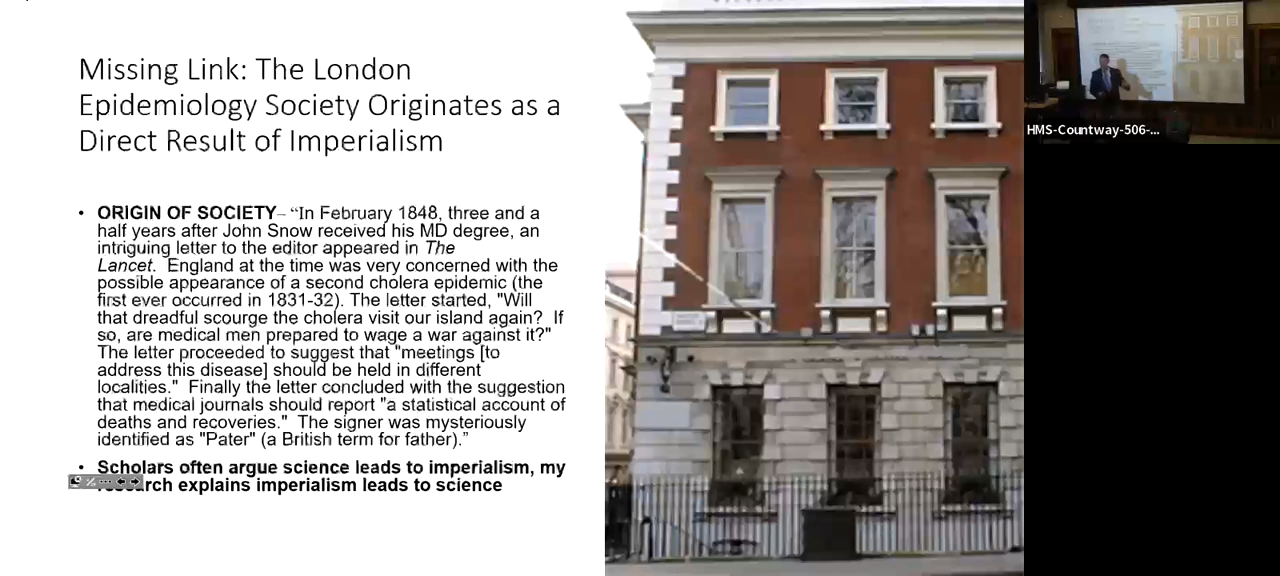 Missing Link: The London
Epidemiology Society Originates as a
Direct Result of Imperialism
• ORIGIN OF SOCIETY– “In February 1848, three and a
half years after John Snow received his MD degree, an
intriguing letter to the editor appeared in The
Lancet. England at the time was very concerned with the
possible appearance of a second cholera epidemic (the
first ever occurred in 1831-32). The letter started, "Will
that dreadful scourge the cholera visit our island again? If
so, are medical men prepared to wage a war against it?"
The letter proceeded to suggest that "meetings [to
address this disease] should be held in different
localities." Finally the letter concluded with the suggestion
that medical journals should report "a statistical account of
deaths and recoveries." The signer was mysteriously
identified as "Pater" (a British term for father).”
• Scholars often argue science leads to imperialism, my
research explains imperialism leads to science
HMS-Countway-506-...